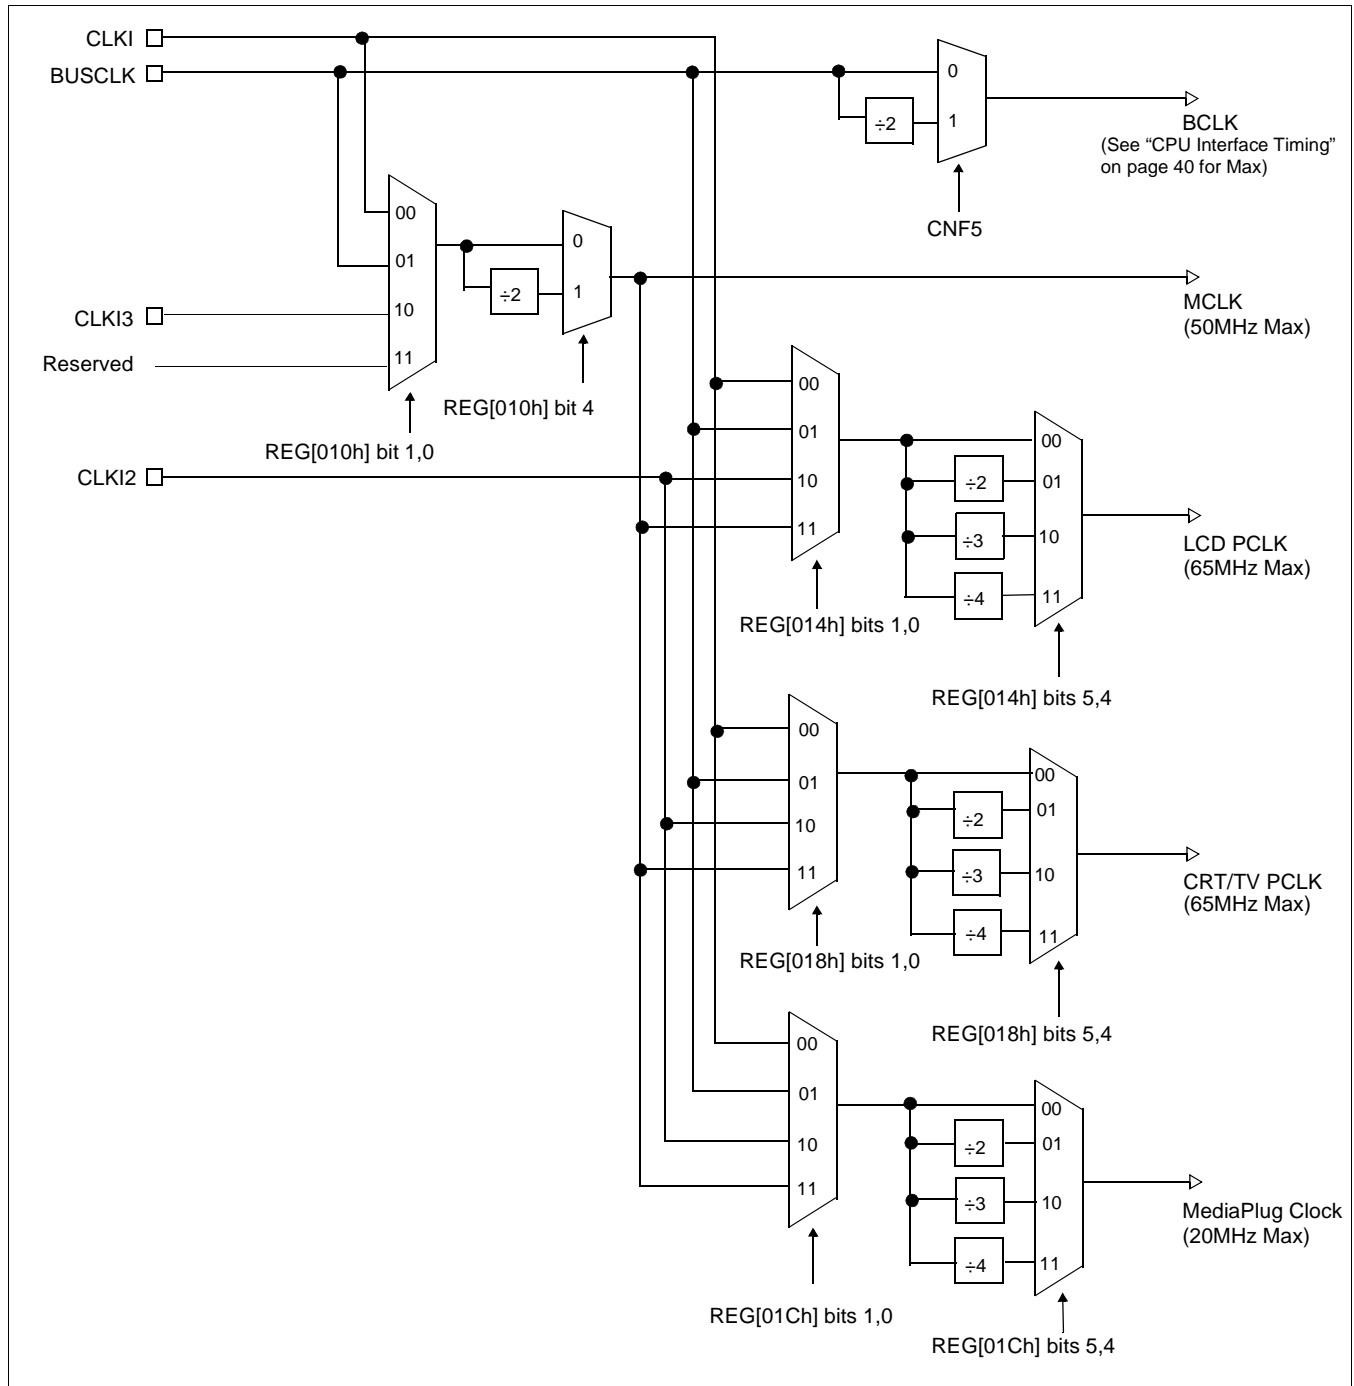 CLKI
BUSCLK
0
÷2
1
BCLK
(See “CPU Interface Timing”
on page 40 for Max)
CNF5
00
01
10
11
0
÷2
1
CLKI3
Reserved
MCLK
(50MHz Max)
REG[010h] bit 4
REG[010h] bit 1,0
CLKI2
00
01
10
11
00
÷2
01
÷3
10
÷4
11
LCD PCLK
(65MHz Max)
REG[014h] bits 1,0
REG[014h] bits 5,4
00
01
10
11
00
÷2
01
÷3
10
÷4
11
CRT/TV PCLK
(65MHz Max)
REG[018h] bits 1,0
REG[018h] bits 5,4
00
01
10
11
00
÷2
01
÷3
10
÷4
11
MediaPlug Clock
(20MHz Max)
REG[01Ch] bits 1,0
REG[01Ch] bits 5,4